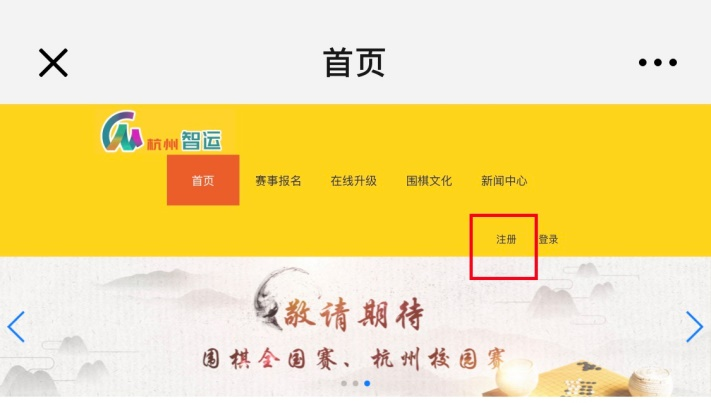 首页
杭州智运
首页 赛事报名 在线升级 围棋文化 新闻中心
注册 登录
敬请期待
围棋全国赛、杭州校园赛